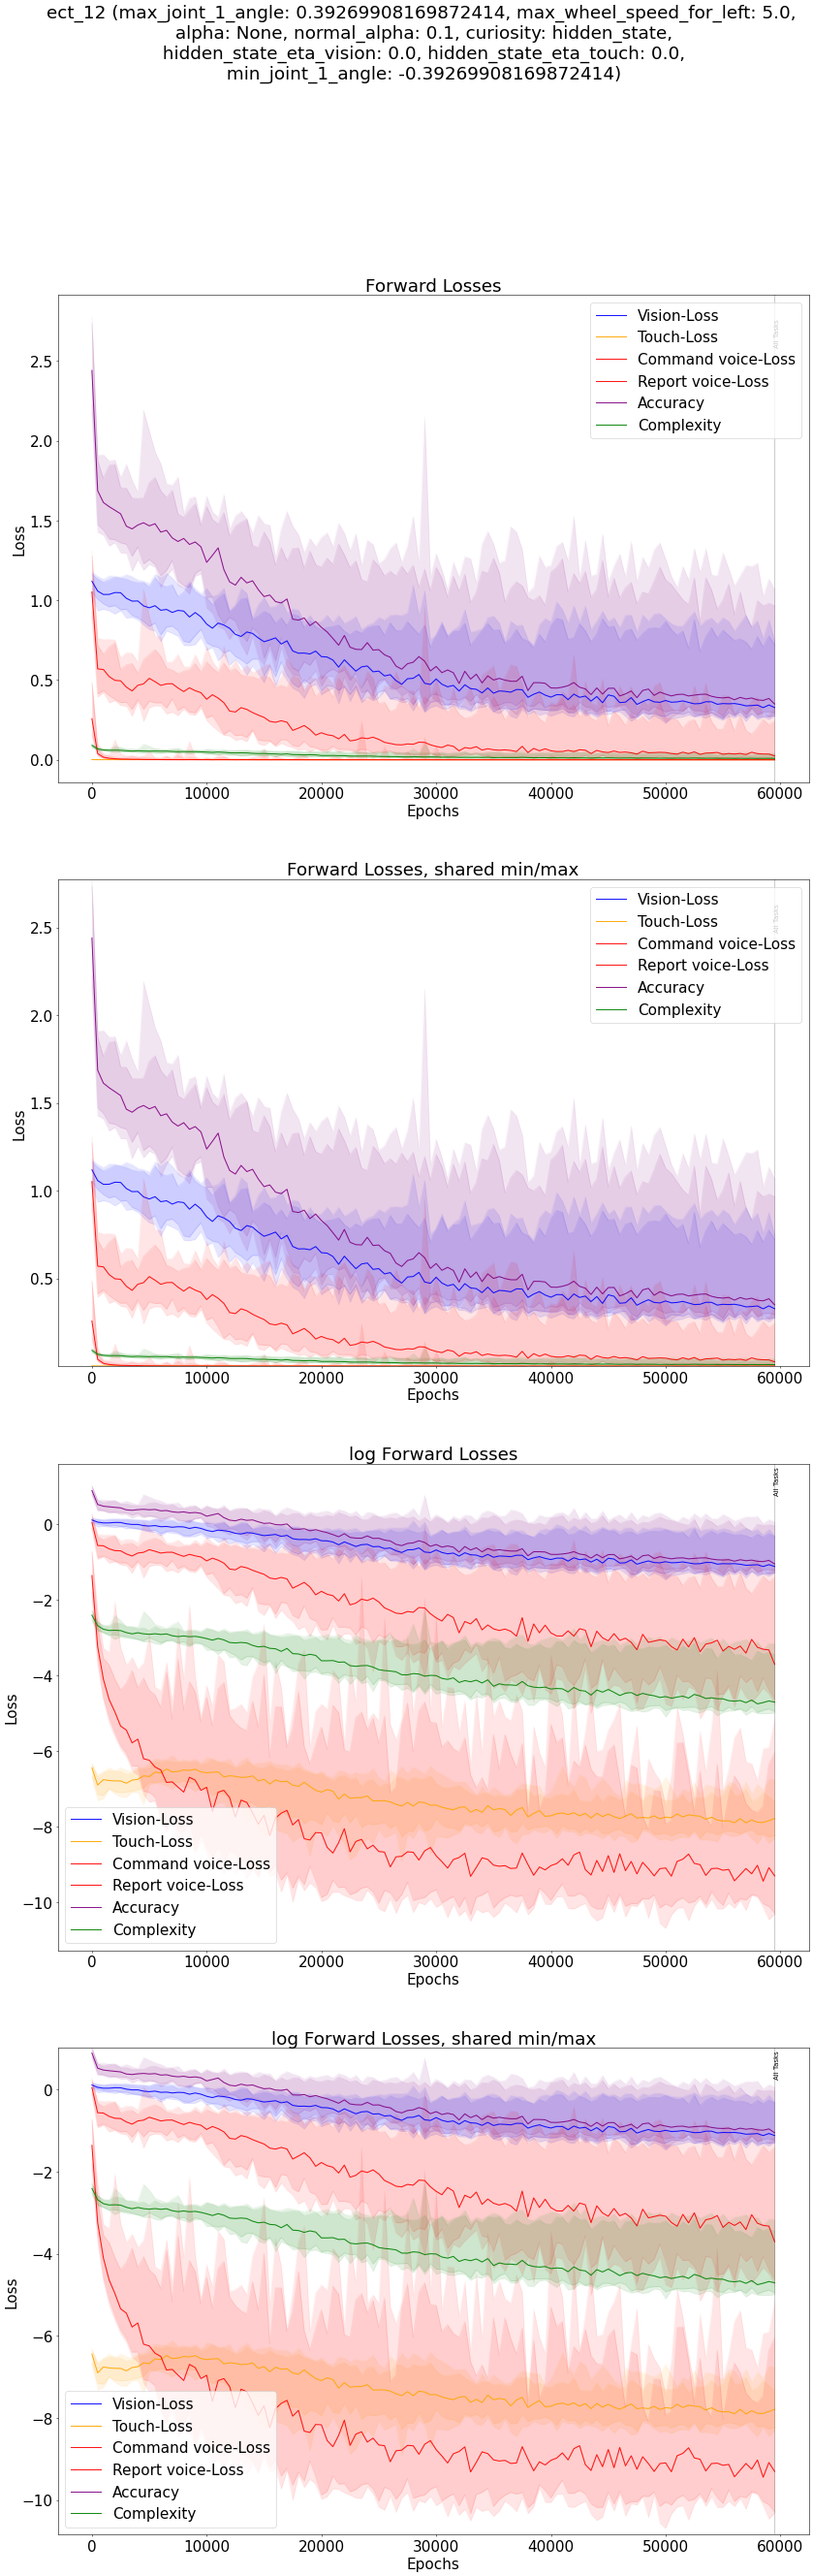 ect_12 (max_joint_1_angle: 0.39269908169872414, max_wheel_speed_for_left: 5.0,
alpha: None, normal_alpha: 0.1, curiosity: hidden_state,
hidden_state_eta_vision: 0.0, hidden_state_eta_touch: 0.0,
min_joint_1_angle: -0.39269908169872414)
Forward Losses
All Tasks
Vision-Loss
Touch-Loss
Command voice-Loss
Report voice-Loss
Accuracy
Complexity
2.5
2.0
1.5
1.0
0.5
0.0
Loss
0 10000 20000 30000 40000 50000 60000
Epochs
Forward Losses, shared min/max
All Tasks
Vision-Loss
Touch-Loss
Command voice-Loss
Report voice-Loss
Accuracy
Complexity
2.5
2.0
1.5
1.0
0.5
Loss
0 10000 20000 30000 40000 50000 60000
Epochs
log Forward Losses
All Tasks
0
−2
−4
−6
−8
−10
Loss
Vision-Loss
Touch-Loss
Command voice-Loss
Report voice-Loss
Accuracy
Complexity
0 10000 20000 30000 40000 50000 60000
Epochs
log Forward Losses, shared min/max
All Tasks
0
−2
−4
−6
−8
−10
Loss
Vision-Loss
Touch-Loss
Command voice-Loss
Report voice-Loss
Accuracy
Complexity
0 10000 20000 30000 40000 50000 60000
Epochs